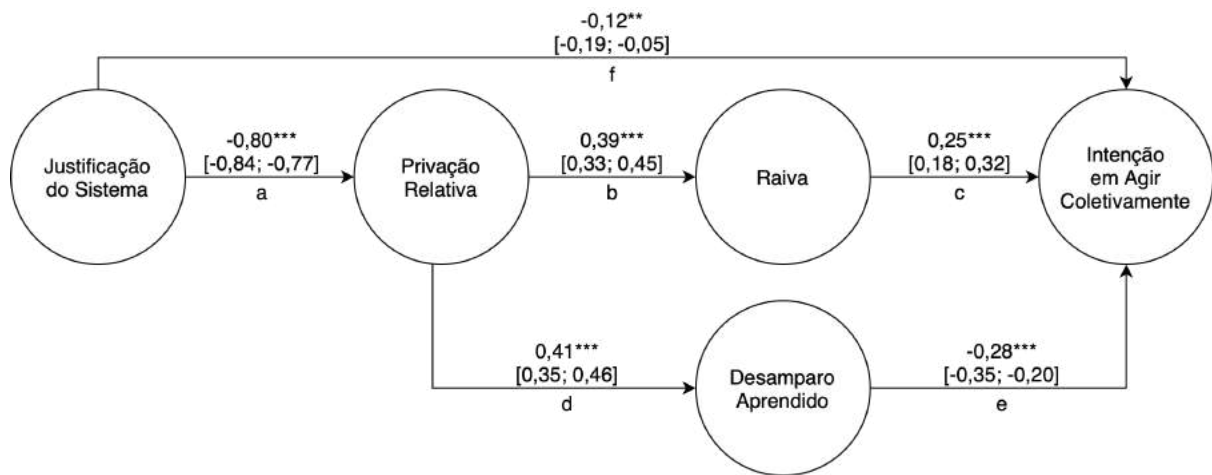 -0,12**
[-0,19; -0,05]
f
Justificação
do Sistema
-0,80***
[-0,84; -0,77]
a
Privação
Relativa
0,39***
[0,33; 0,45]
b
Raiva
0,25***
[0,18; 0,32]
c
Intenção
em Agir
Coletivamente
0,41***
[0,35; 0,46]
d
Desamparo
Aprendido
-0,28***
[-0,35; -0,20]
e